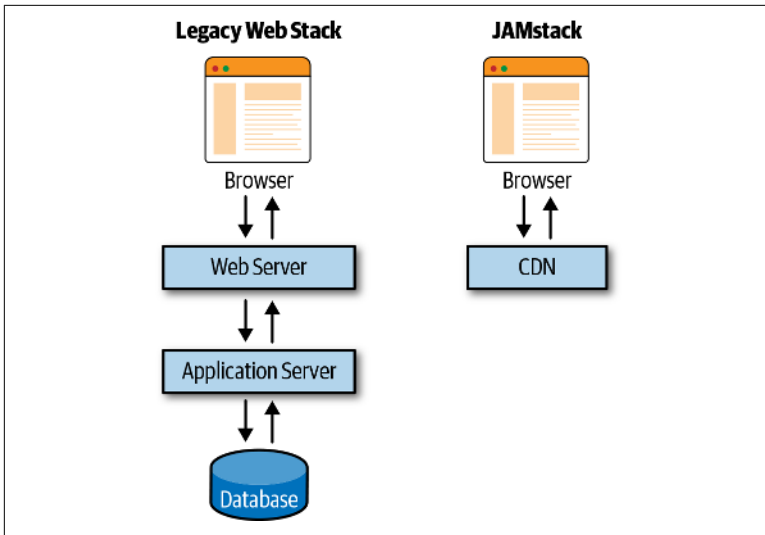 Legacy Web Stack
JAMstack
Browser
Browser
Web Server
CDN
Application Server
Database